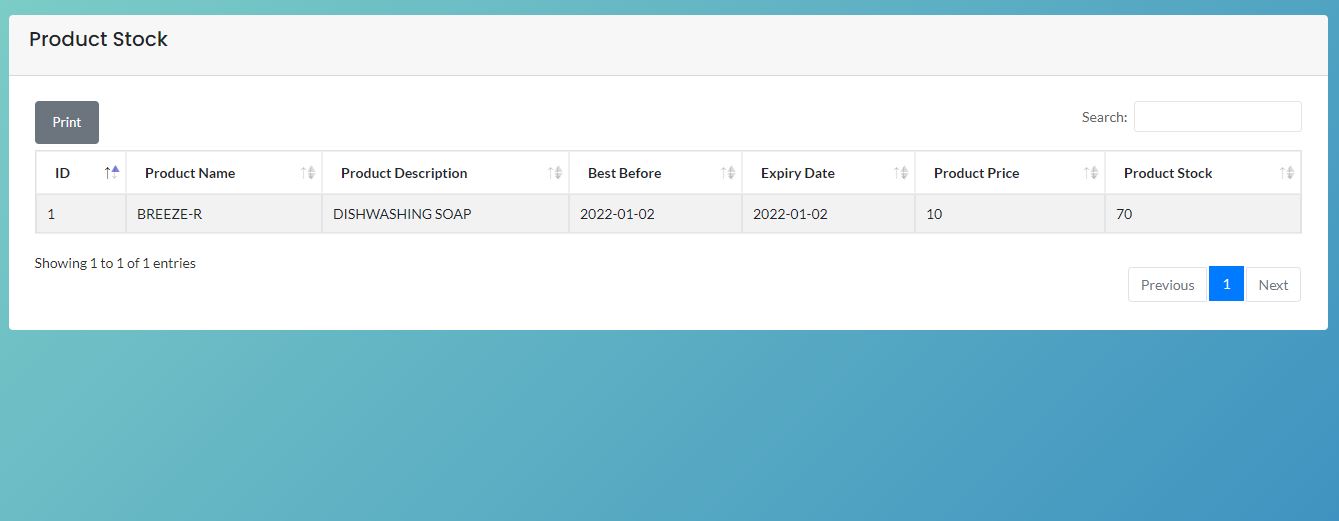 Product Stock
Print
Search:
ID Product Name Product Description Best Before Expiry Date Product Price Product Stock
1 BREEZE-R DISHWASHING SOAP 2022-01-02 2022-01-02 10 70
Showing 1 to 1 of 1 entries
Previous 1 Next